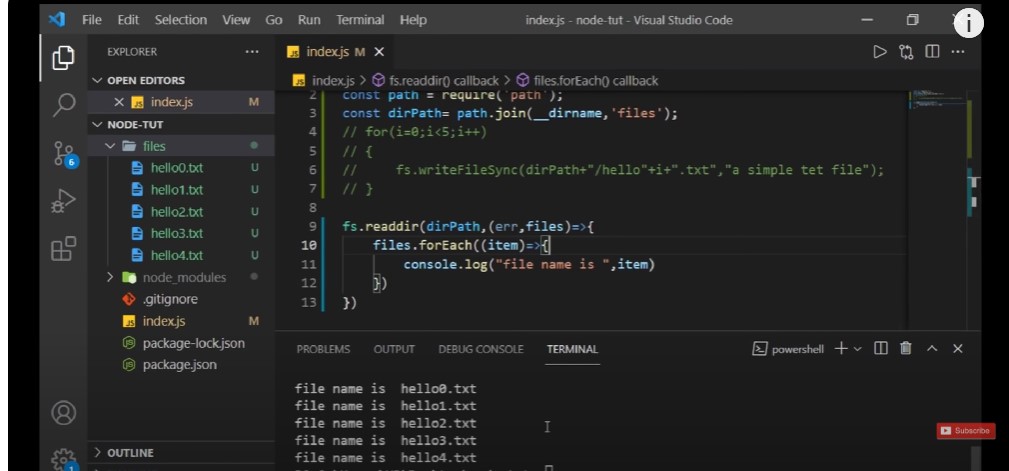 File Edit Selection View Go Run Terminal Help index.js - node-tut - Visual Studio Code
EXPLORER
OPEN EDITORS
index.js M
NODE-TUT
files
hello0.txt U
hello1.txt U
hello2.txt U
hello3.txt U
hello4.txt U
node_modules
.gitignore
index.js M
package-lock.json
package.json
OUTLINE
6
1
index.js M
index.js > fs.readdir() callback > files.forEach() callback
2 const path = require('path');
3 const dirPath= path.join(__dirname,'files');
4 // for(i=0;i<5;i++)
5 // {
6 //     fs.writeFileSync(dirPath+"/hello"+i+".txt","a simple tet file");
7 // }
8
9 fs.readdir(dirPath,(err,files)=>{
10     files.forEach((item)=>{
11         console.log("file name is ",item)
12     })
13 })
PROBLEMS OUTPUT DEBUG CONSOLE TERMINAL powershell
file name is  hello0.txt
file name is  hello1.txt
file name is  hello2.txt
file name is  hello3.txt
file name is  hello4.txt
Subscribe